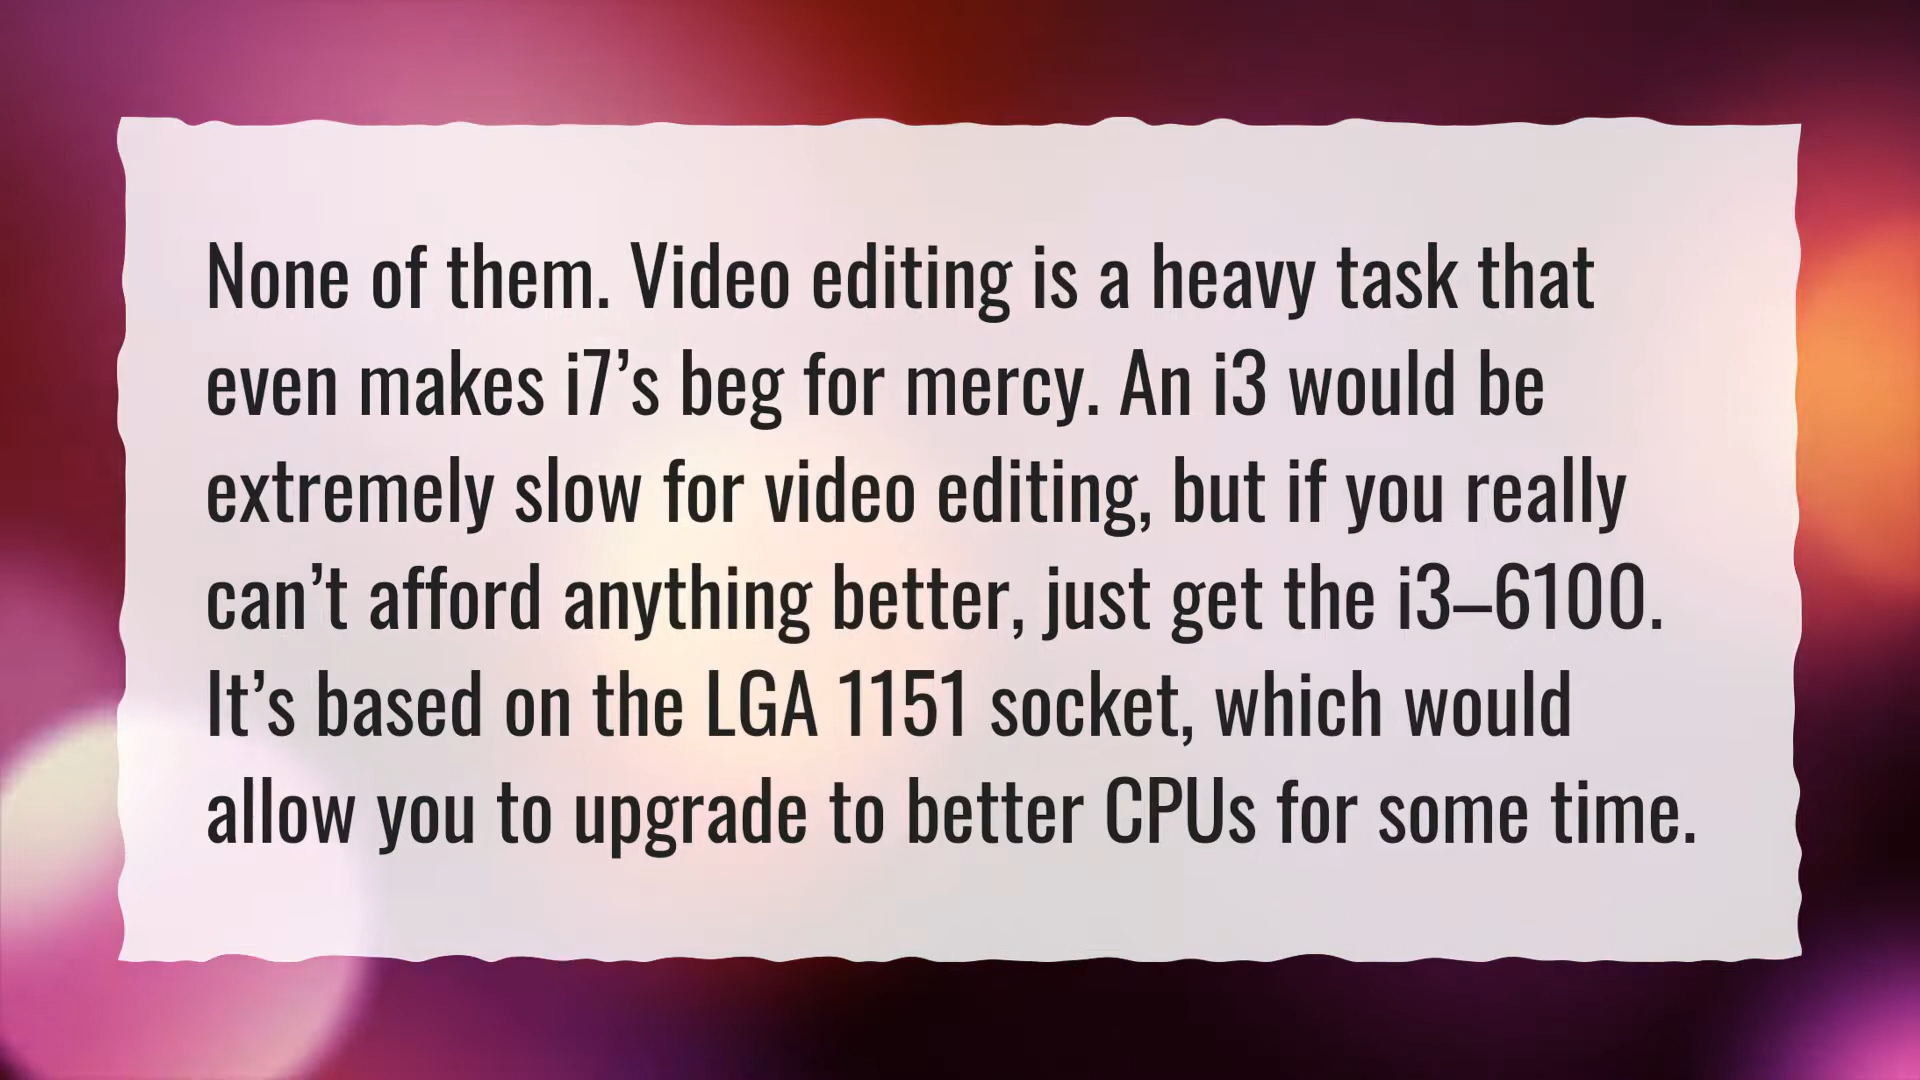 None of them. Video editing is a heavy task that
even makes i7’s beg for mercy. An i3 would be
extremely slow for video editing, but if you really
can’t afford anything better, just get the i3–6100.
It’s based on the LGA 1151 socket, which would
allow you to upgrade to better CPUs for some time.